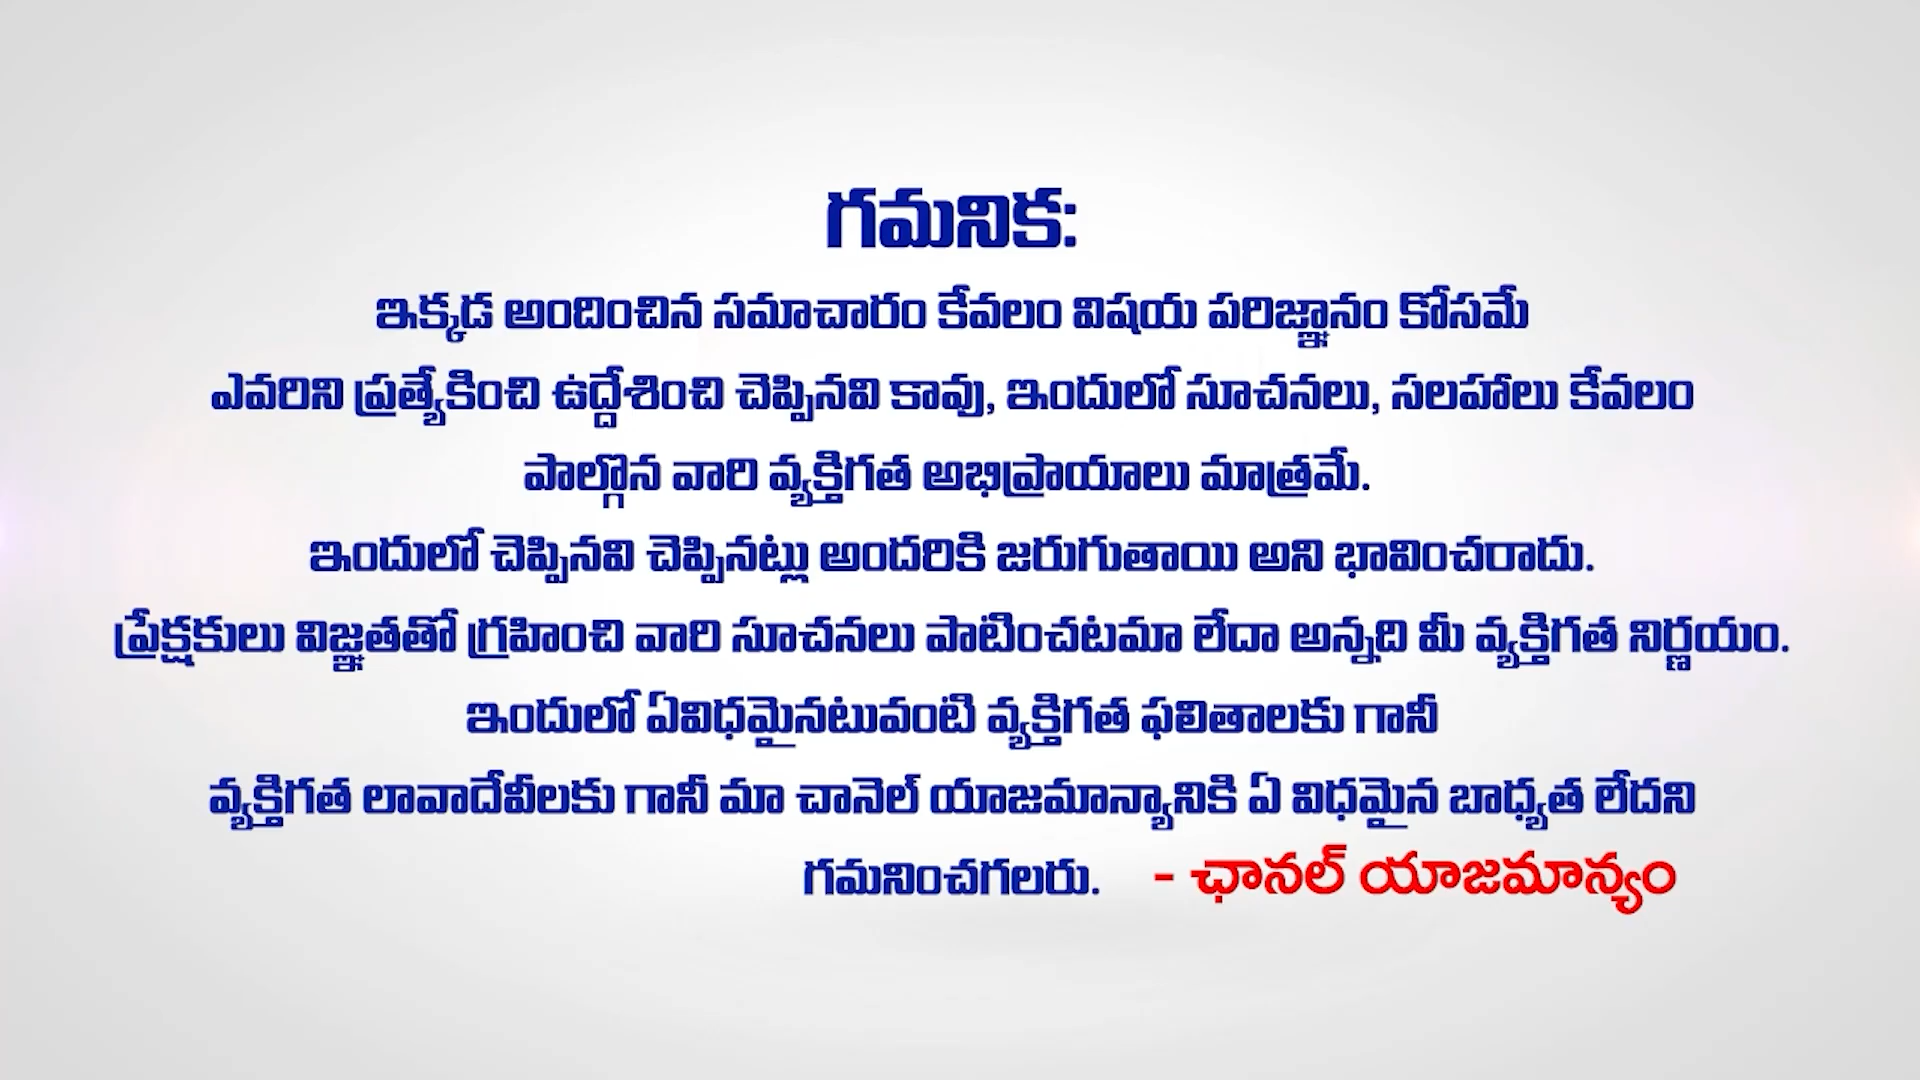 గమనిక:
ఇక్కడ అందించిన సమాచారం కేవలం విషయ పరిజ్ఞానం కోసమే
ఎవరిని ప్రత్యేకించి ఉద్దేశించి చెప్పినవి కావు, ఇందులో సూచనలు, సలహాలు కేవలం
పాల్గొన వారి వ్యక్తిగత అభిప్రాయాలు మాత్రమే.
ఇందులో చెప్పినవి చెప్పినట్లు అందరికి జరుగుతాయి అని భావించరాదు.
ప్రేక్షకులు విజ్ఞతతో గ్రహించి వారి సూచనలు పాటించటమా లేదా అన్నది మీ వ్యక్తిగత నిర్ణయం.
ఇందులో ఏవిధమైనటువంటి వ్యక్తిగత ఫలితాలకు గానీ
వ్యక్తిగత లావాదేవీలకు గానీ మా చానెల్ యాజమాన్యానికి ఏ విధమైన బాధ్యత లేదని
గమనించగలరు. - ఛానల్ యాజమాన్యం